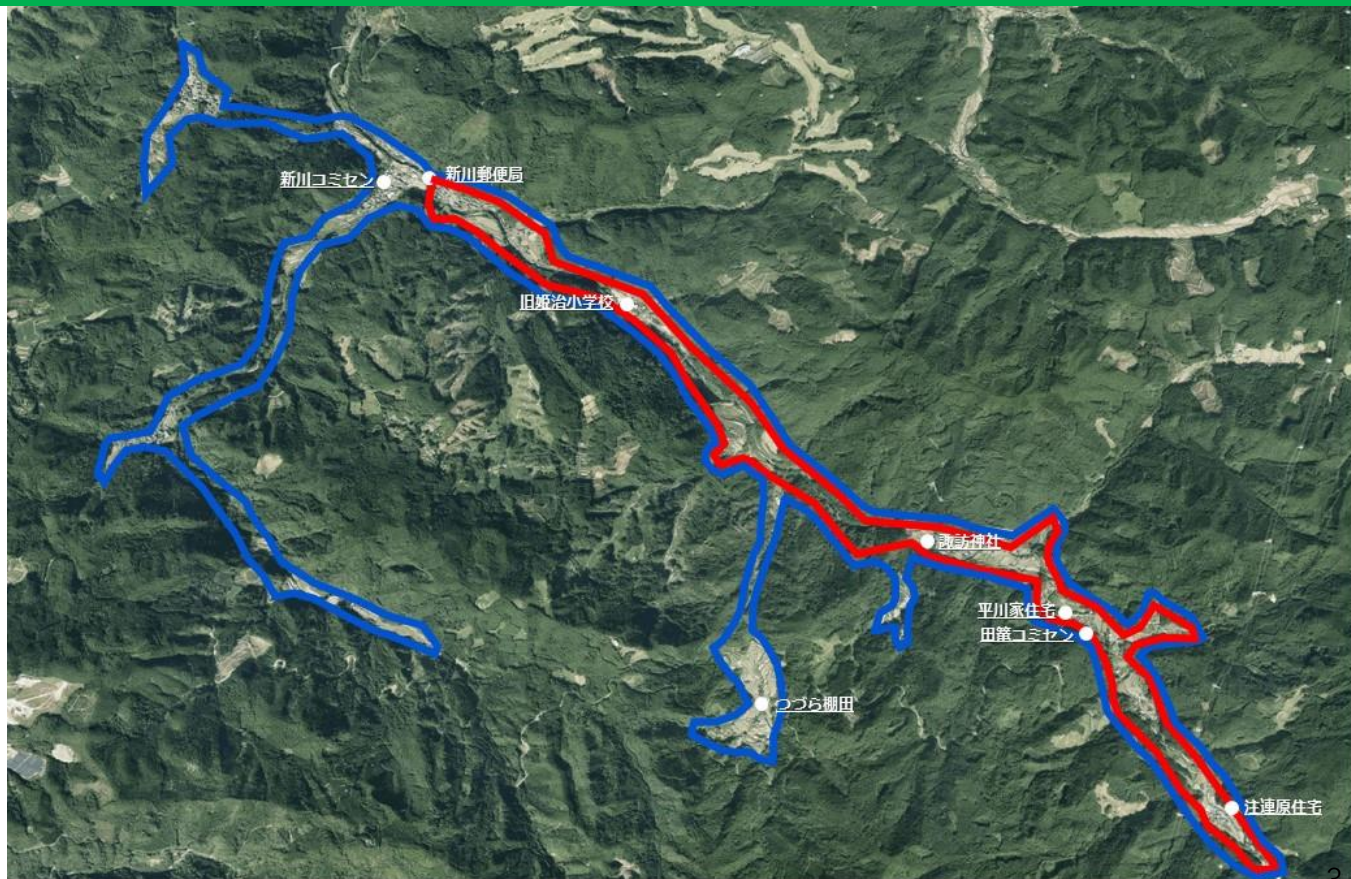 新川コミセン
新川郵便局
旧姫治小学校
諏訪神社
平川家住宅
田篭コミセン
つづら棚田
注連原住宅